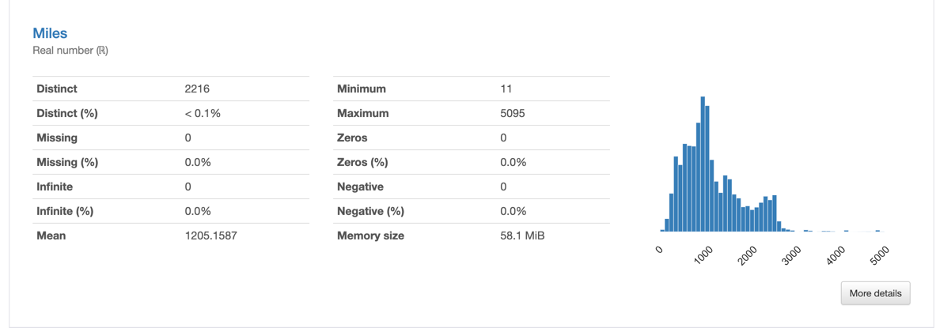 Miles
Real number (ℝ)
Distinct 2216
Distinct (%) < 0.1%
Missing 0
Missing (%) 0.0%
Infinite 0
Infinite (%) 0.0%
Mean 1205.1587
Minimum 11
Maximum 5095
Zeros 0
Zeros (%) 0.0%
Negative 0
Negative (%) 0.0%
Memory size 58.1 MiB
0 1000 2000 3000 4000 5000
More details